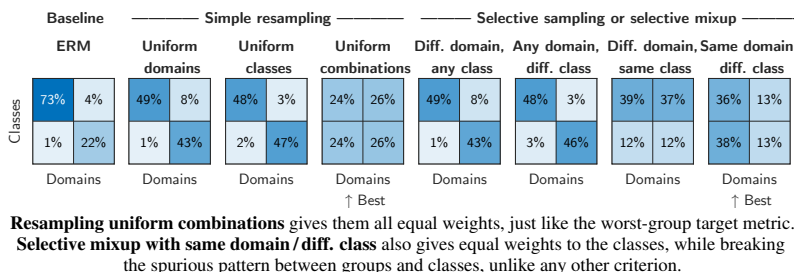 Baseline ———— Simple resampling ———— ———— Selective sampling or selective mixup ————
ERM Uniform Uniform Uniform Diff. domain, Any domain, Diff. domain, Same domain
domains classes combinations any class diff. class same class diff. class
Classes
73% 4% 49% 8% 48% 3% 24% 26% 49% 8% 48% 3% 39% 37% 36% 13%
1% 22% 1% 43% 2% 47% 24% 26% 1% 43% 3% 46% 12% 12% 38% 13%
Domains Domains Domains Domains Domains Domains Domains Domains
↑ Best ↑ Best
Resampling uniform combinations gives them all equal weights, just like the worst-group target metric.
Selective mixup with same domain / diff. class also gives equal weights to the classes, while breaking
the spurious pattern between groups and classes, unlike any other criterion.